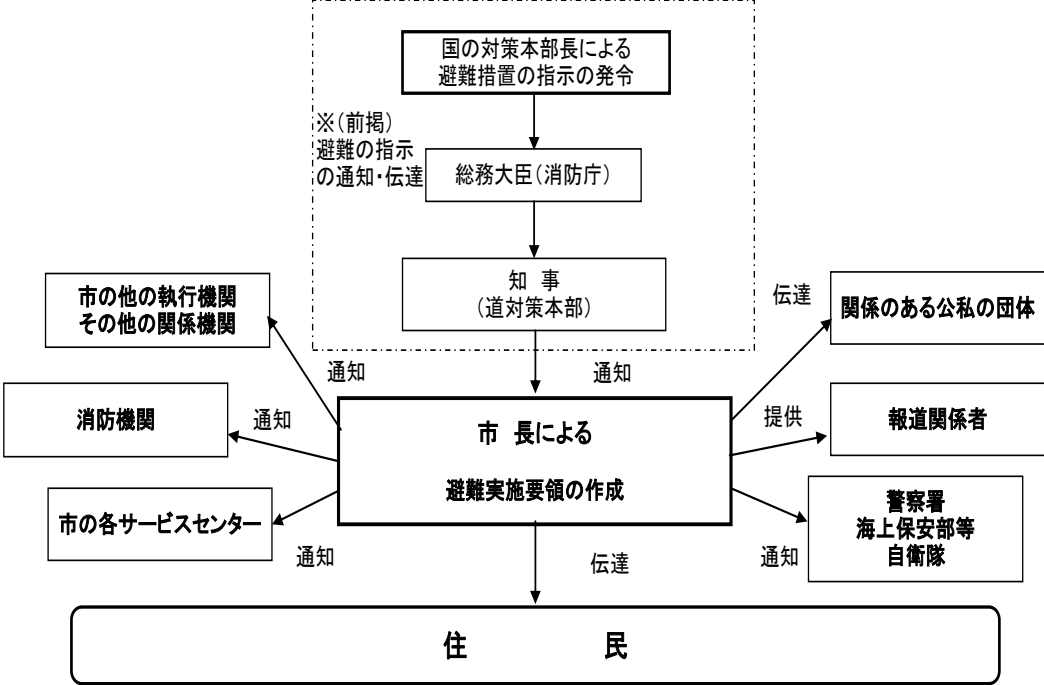 国の対策本部長による
避難措置の指示の発令
※(前掲)
避難の指示
の通知・伝達
総務大臣(消防庁)
知 事
(道対策本部)
市の他の執行機関
その他の関係機関
伝達
関係のある公私の団体
通知
通知
消防機関
通知
市 長による
避難実施要領の作成
提供
報道関係者
市の各サービスセンター
通知
警察署
海上保安部等
自衛隊
通知
伝達
住 民